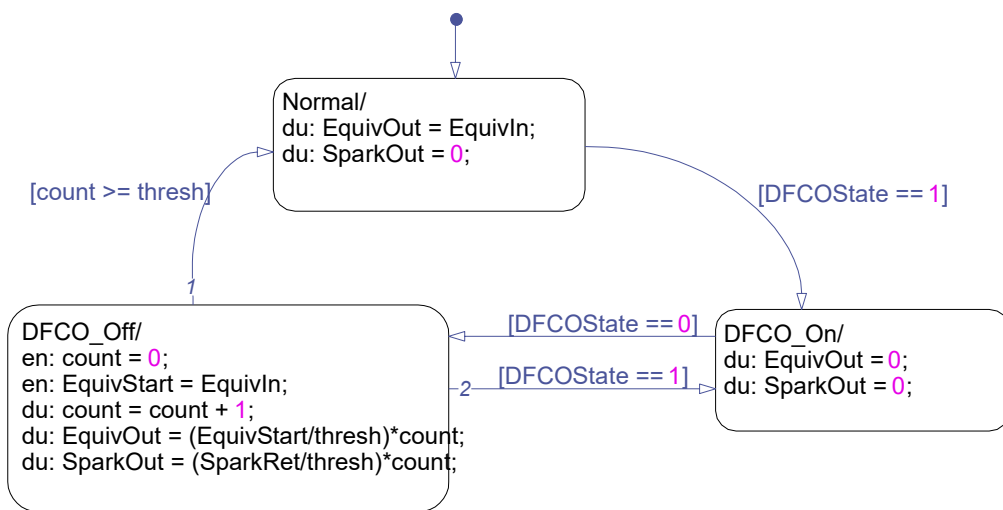 Normal/
du: EquivOut = EquivIn;
du: SparkOut = 0;
[count >= thresh]
[DFCOState == 1]
1
DFCO_Off/
en: count = 0;
en: EquivStart = EquivIn;
du: count = count + 1;
du: EquivOut = (EquivStart/thresh)*count;
du: SparkOut = (SparkRet/thresh)*count;
[DFCOState == 0]
2
[DFCOState == 1]
DFCO_On/
du: EquivOut = 0;
du: SparkOut = 0;